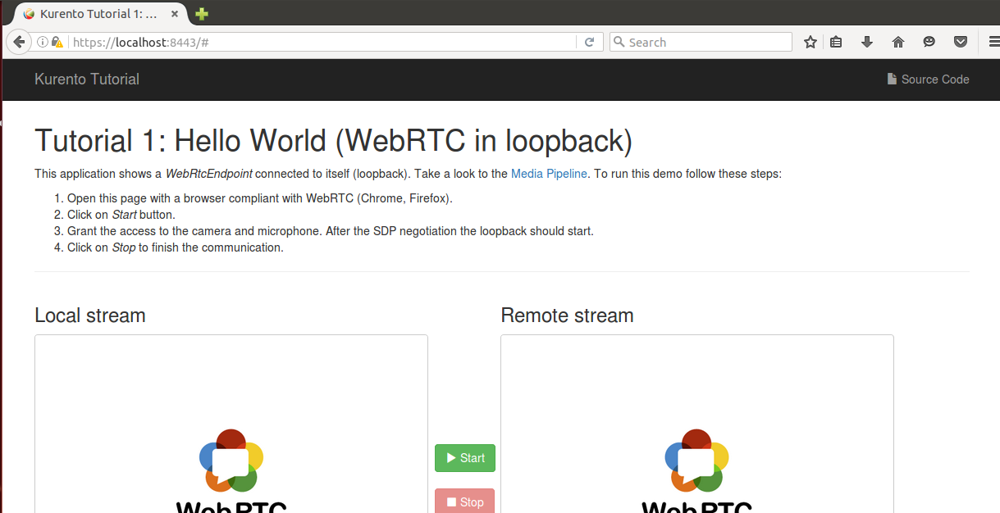 Kurento Tutorial 1: ...
https://localhost:8443/#
Search
Kurento Tutorial
Source Code
Tutorial 1: Hello World (WebRTC in loopback)
This application shows a WebRtcEndpoint connected to itself (loopback). Take a look to the Media Pipeline. To run this demo follow these steps:
1. Open this page with a browser compliant with WebRTC (Chrome, Firefox).
2. Click on Start button.
3. Grant the access to the camera and microphone. After the SDP negotiation the loopback should start.
4. Click on Stop to finish the communication.
Local stream
Remote stream
Start
Stop
WebRTC
WebRTC